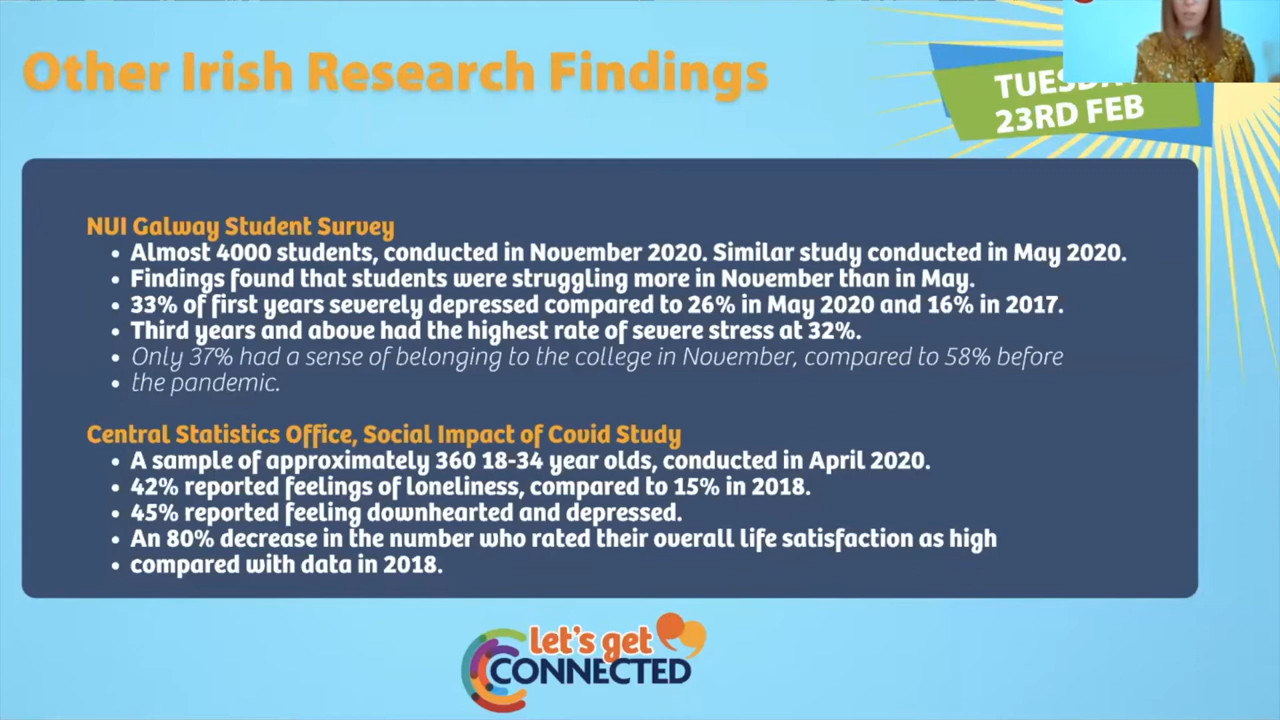 Other Irish Research Findings
TUESDAY
23RD FEB
NUI Galway Student Survey
• Almost 4000 students, conducted in November 2020. Similar study conducted in May 2020.
• Findings found that students were struggling more in November than in May.
• 33% of first years severely depressed compared to 26% in May 2020 and 16% in 2017.
• Third years and above had the highest rate of severe stress at 32%.
• Only 37% had a sense of belonging to the college in November, compared to 58% before
• the pandemic.
Central Statistics Office, Social Impact of Covid Study
• A sample of approximately 360 18-34 year olds, conducted in April 2020.
• 42% reported feelings of loneliness, compared to 15% in 2018.
• 45% reported feeling downhearted and depressed.
• An 80% decrease in the number who rated their overall life satisfaction as high
• compared with data in 2018.
let's get
CONNECTED